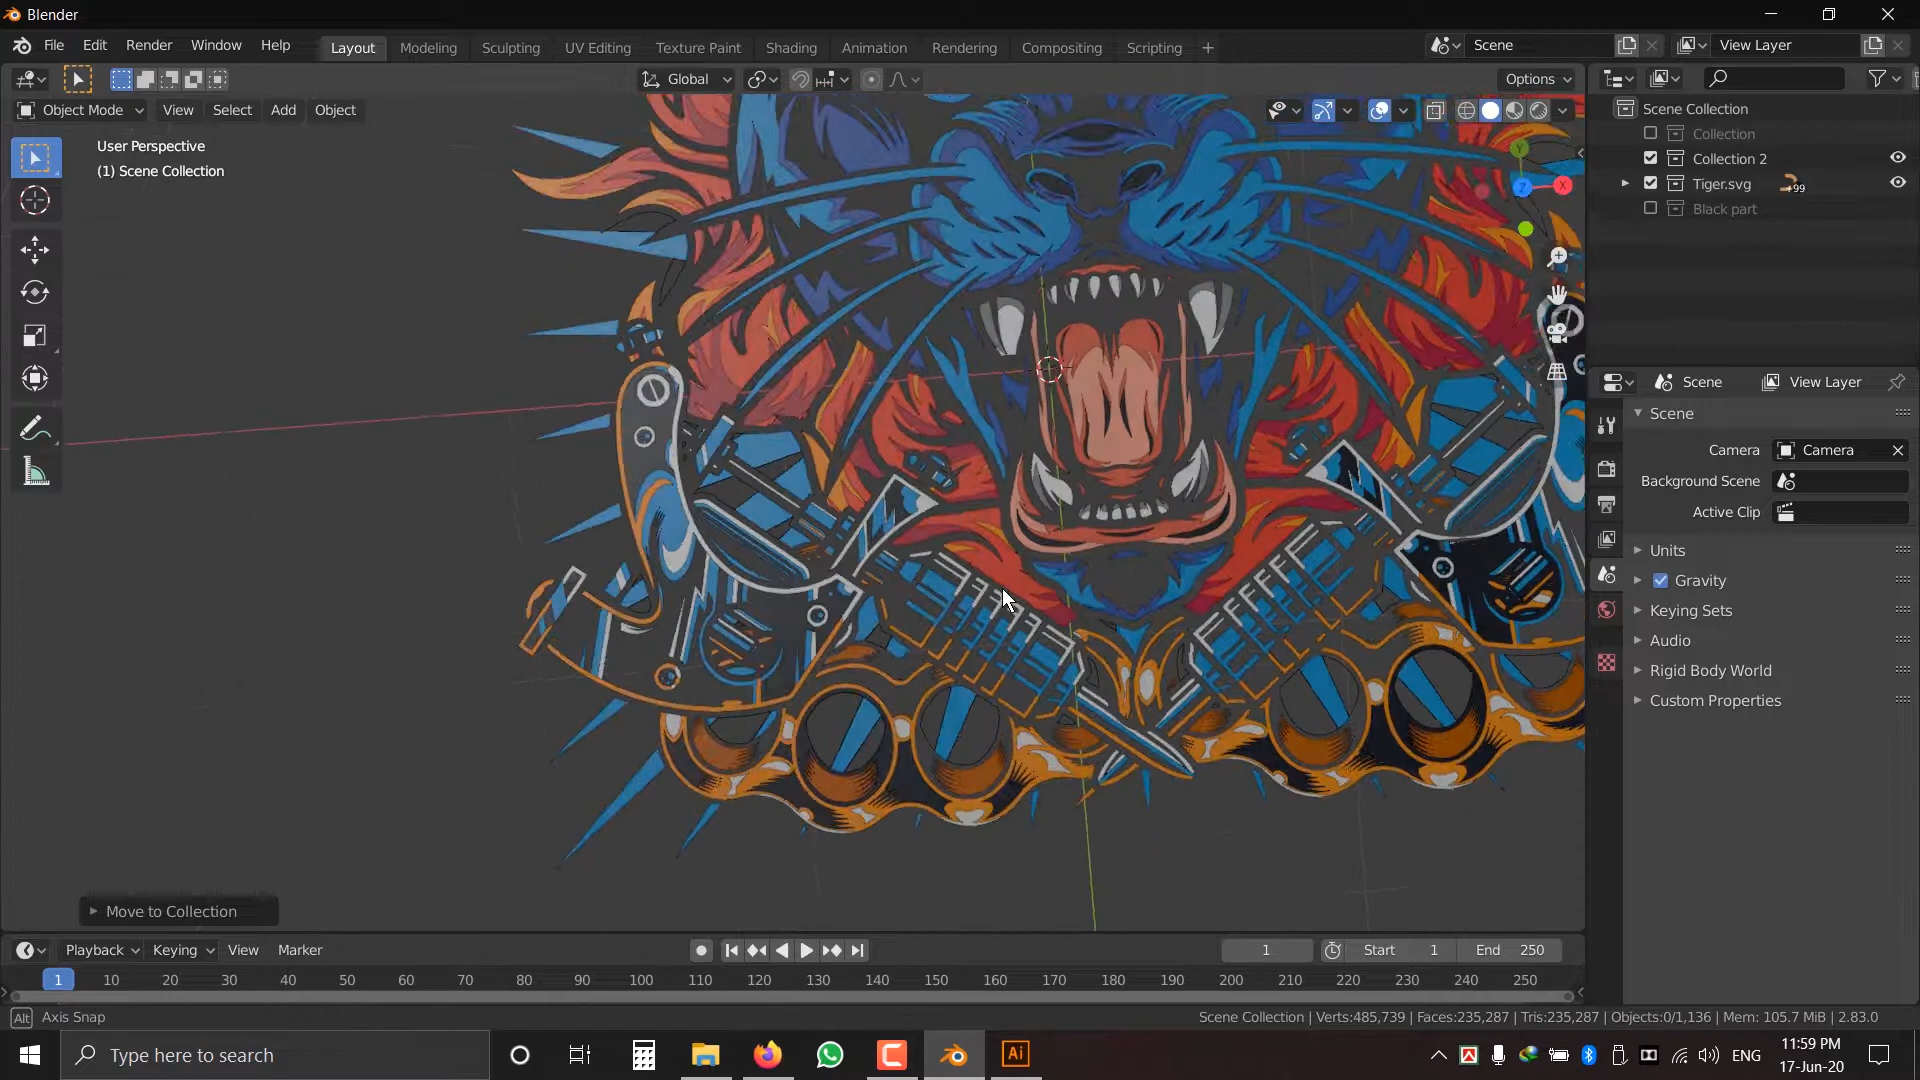 Blender
File Edit Render Window Help Layout Modeling Sculpting UV Editing Texture Paint Shading Animation Rendering Compositing Scripting + Scene View Layer
Global Options
Object Mode View Select Add Object
User Perspective
(1) Scene Collection
Y
Z X
Scene Collection
Collection
Collection 2
Tiger.svg +99
Black part
Scene View Layer
Scene
Camera Camera
Background Scene
Active Clip
Units
Gravity
Keying Sets
Audio
Rigid Body World
Custom Properties
Move to Collection
Playback Keying View Marker 1 Start 1 End 250
1 10 20 30 40 50 60 70 80 90 100 110 120 130 140 150 160 170 180 190 200 210 220 230 240 250
Alt Axis Snap Scene Collection | Verts:485,739 | Faces:235,287 | Tris:235,287 | Objects:0/1,136 | Mem: 105.7 MiB | 2.83.0
Type here to search Ai ENG 11:59 PM
17-Jun-20